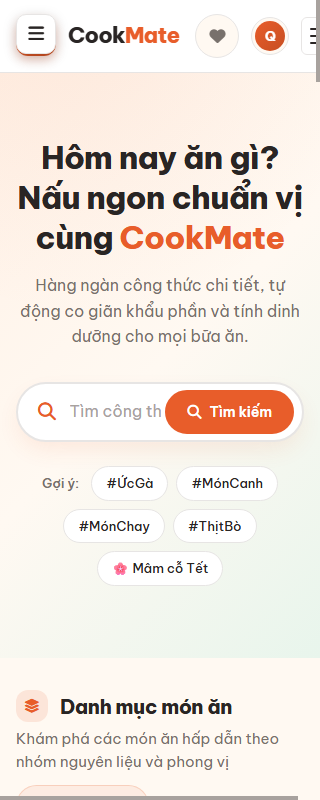 CookMate
Q
Hôm nay ăn gì?
Nấu ngon chuẩn vị
cùng CookMate
Hàng ngàn công thức chi tiết, tự
động co giãn khẩu phần và tính dinh
dưỡng cho mọi bữa ăn.
Tìm công th
Tìm kiếm
Gợi ý: #ỨcGà #MónCanh
#MónChay #ThịtBò
🌸 Mâm cỗ Tết
Danh mục món ăn
Khám phá các món ăn hấp dẫn theo
nhóm nguyên liệu và phong vị